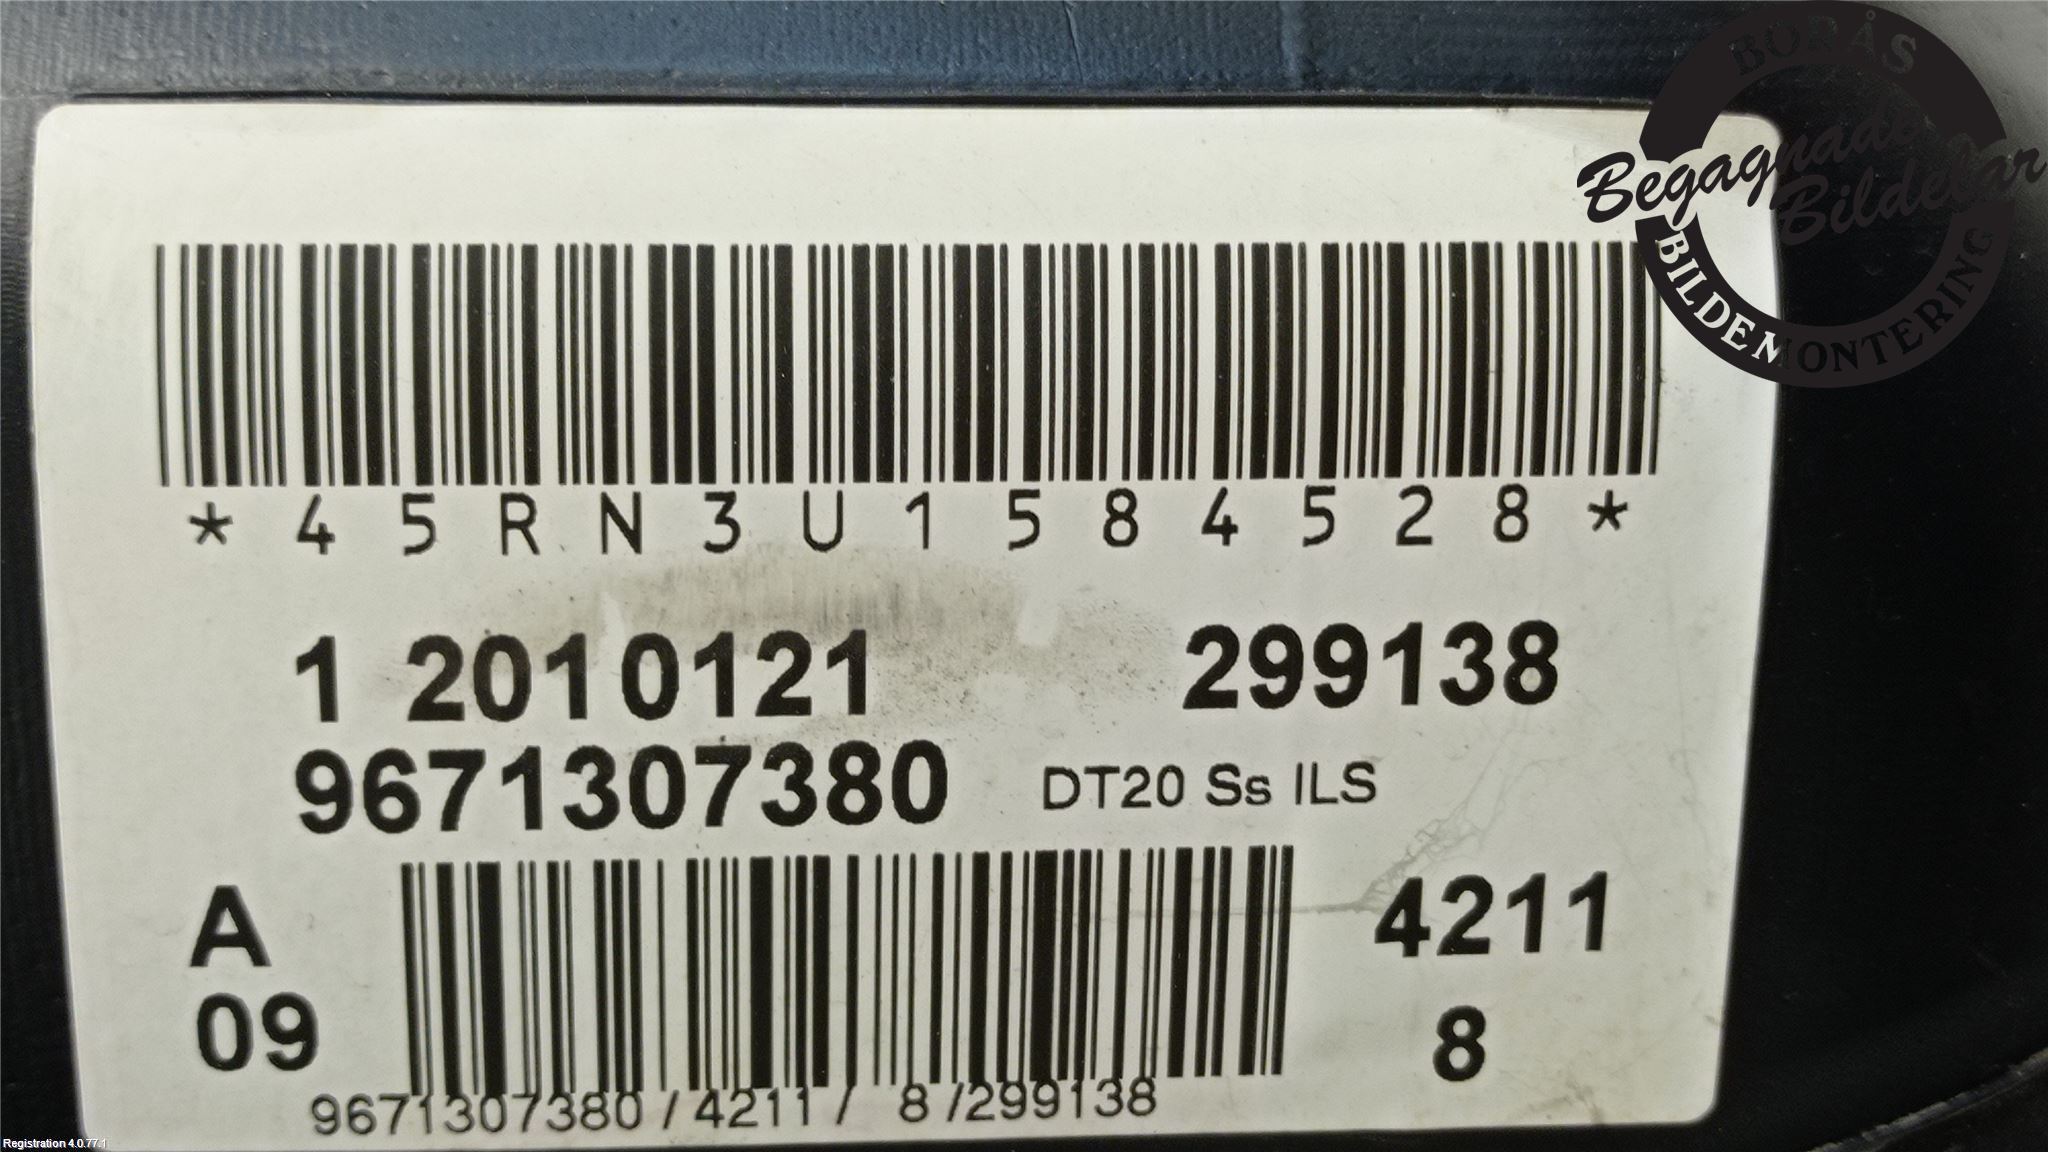 BORÅS
Begagnade
Bildelar
BILDEMONTERING
*45RN3U1584528*
1 2010121 299138
9671307380 DT20 Ss ILS
A 4211
09 8
9671307380 / 4211 / 8 /299138
Registration 4.0.77.1